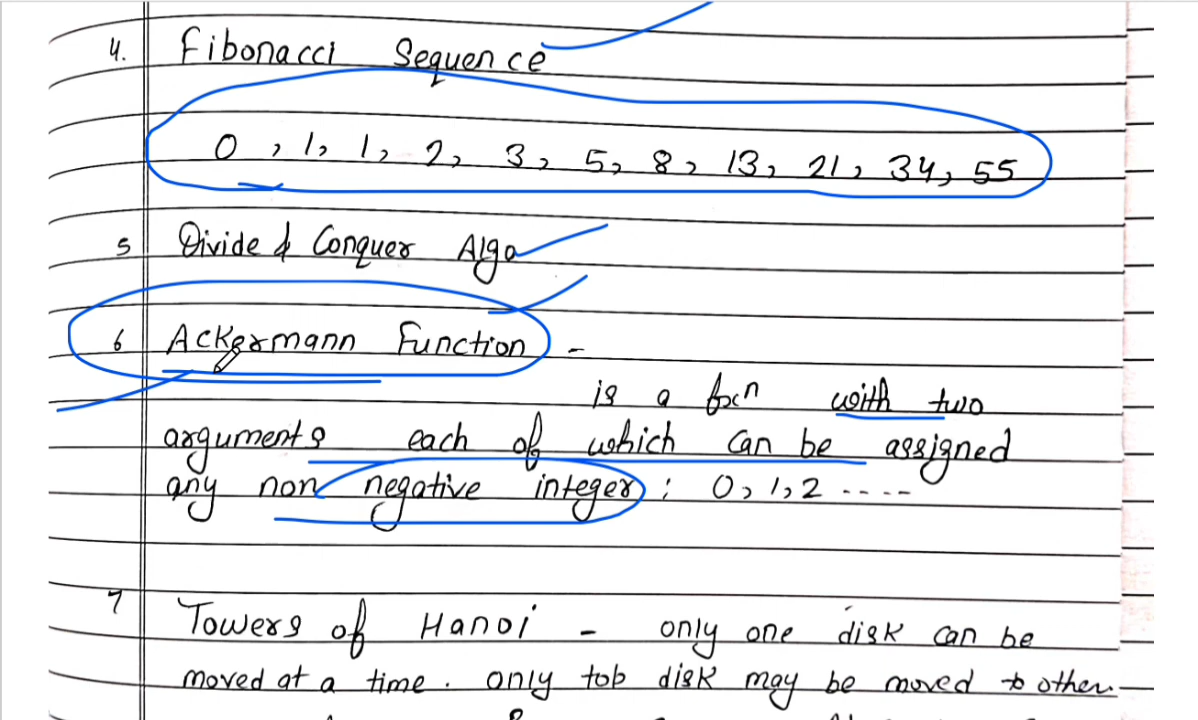 4. Fibonacci Sequence
0, 1, 1, 2, 3, 5, 8, 13, 21, 34, 55
5 Divide & Conquer Algo
6 Ackermann Function -
is a fxn with two
arguments each of which can be assigned
any non negative integer : 0, 1, 2 .....
7 Towers of Hanoi - only one disk can be
moved at a time. only top disk may be moved to other.